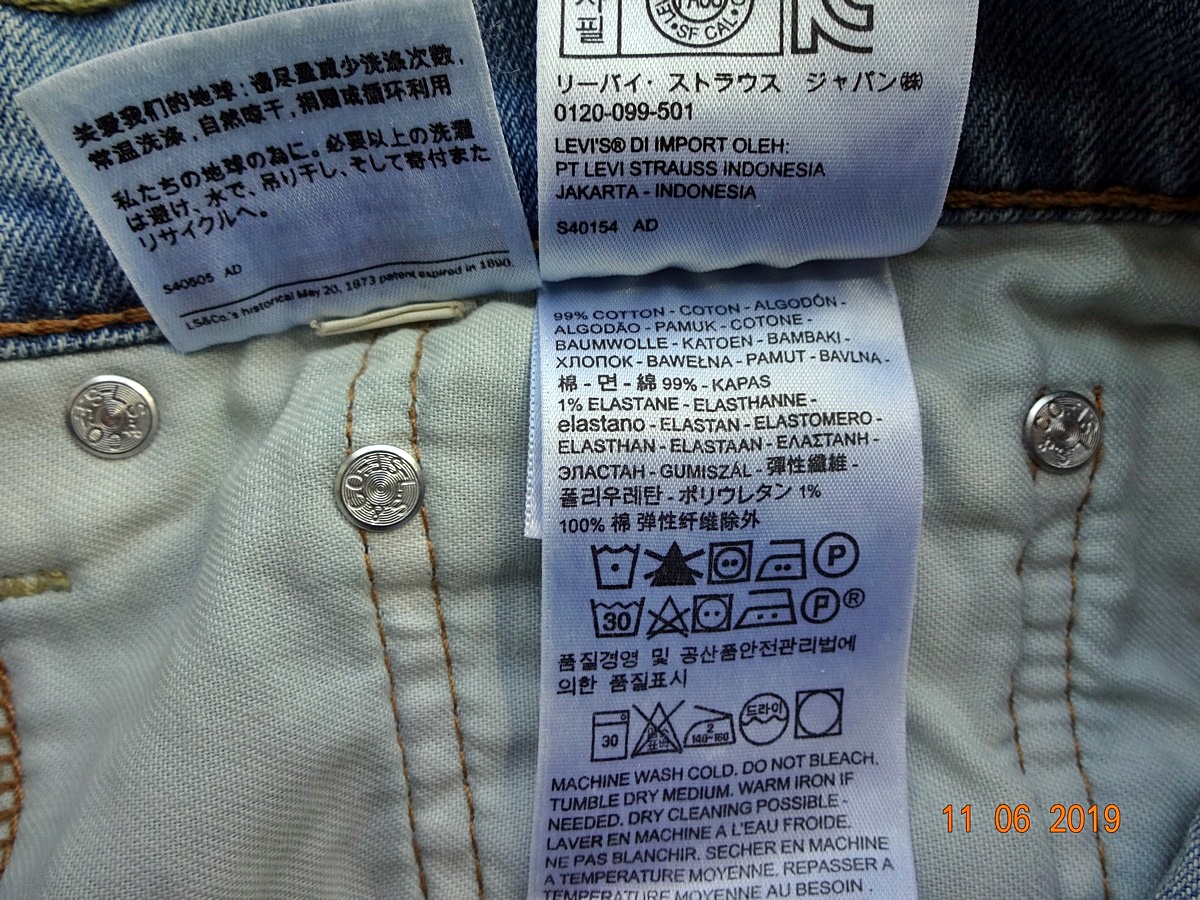 关爱我们的地球：请尽量减少洗涤次数，
常温洗涤，自然晾干，捐赠或循环利用
私たちの地球の為に。必要以上の洗濯
は避け、水で、吊り干し、そして寄付また
リサイクルへ。
S40505 AD
LS&Co.'s historical May 20, 1873 patent expired in 1890.
SF CAL
リーバイ・ストラウス ジャパン㈱
0120-099-501
LEVI'S® DI IMPORT OLEH:
PT LEVI STRAUSS INDONESIA
JAKARTA - INDONESIA
S40154 AD
99% COTTON - COTON - ALGODÓN -
ALGODÃO - PAMUK - COTONE -
BAUMWOLLE - KATOEN - BAMBAKI -
ХЛОПОК - BAWEŁNA - PAMUT - BAVLNA -
棉 - 면 - 綿 99% - KAPAS
1% ELASTANE - ELASTHANNE -
elastano - ELASTAN - ELASTOMERO -
ELASTHAN - ELASTAAN - ΕΛΑΣΤΑΝΗ -
ЭЛАСТАН - GUMISZÁL - 彈性纖維 -
폴리우레탄 - ポリウレタン 1%
100% 棉 弹性纤维除外
P
30 P ®
품질경영 및 공산품안전관리법에
의한 품질표시
30 2 140~160 드라이
MACHINE WASH COLD. DO NOT BLEACH.
TUMBLE DRY MEDIUM. WARM IRON IF
NEEDED. DRY CLEANING POSSIBLE -
LAVER EN MACHINE A L'EAU FROIDE.
NE PAS BLANCHIR. SECHER EN MACHINE
A TEMPERATURE MOYENNE. REPASSER A
TEMPERATURE MOYENNE AU BESOIN .
11 06 2019